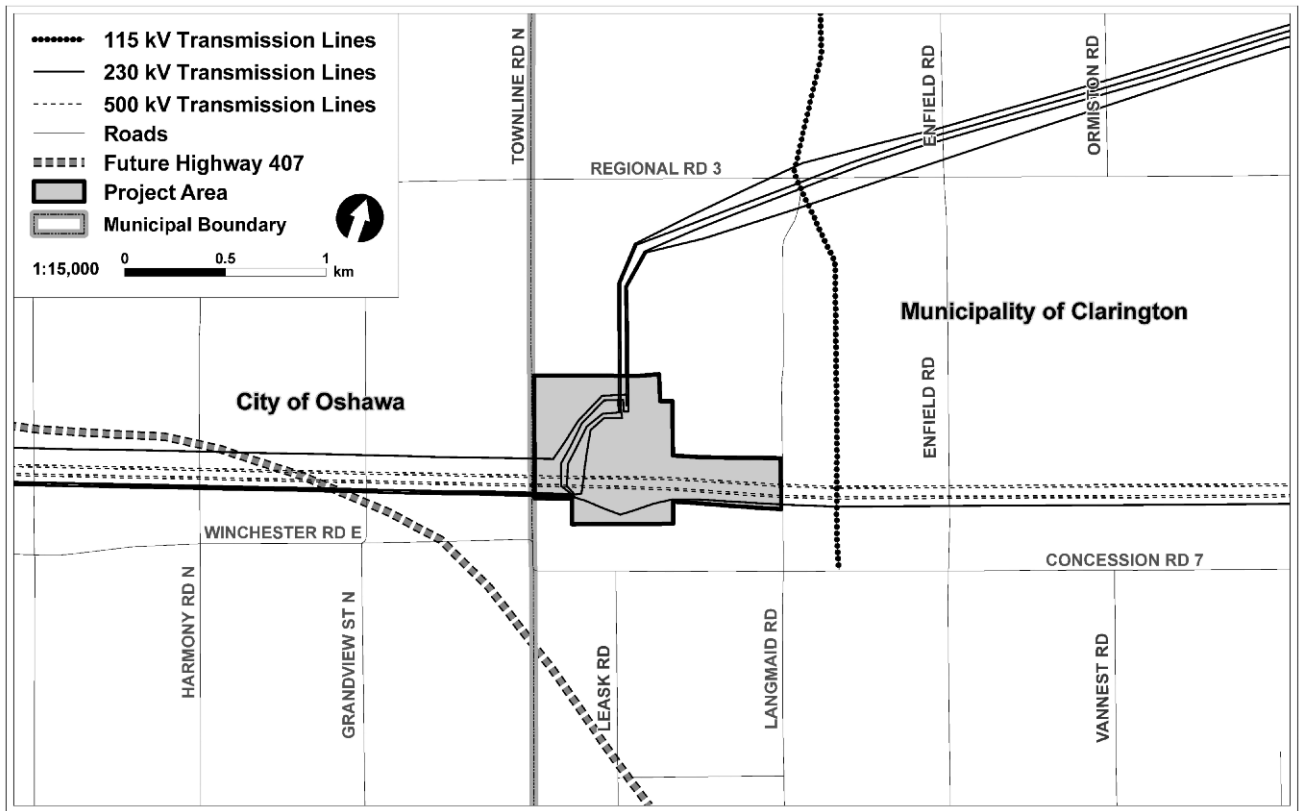 115 kV Transmission Lines
230 kV Transmission Lines
500 kV Transmission Lines
Roads
Future Highway 407
Project Area
Municipal Boundary
1:15,000
0 0.5 1
km
TOWNLINE RD N
ENFIELD RD
ORMISTON RD
REGIONAL RD 3
Municipality of Clarington
City of Oshawa
ENFIELD RD
WINCHESTER RD E
CONCESSION RD 7
HARMONY RD N
GRANDVIEW ST N
LEASK RD
LANGMAID RD
VANNEST RD